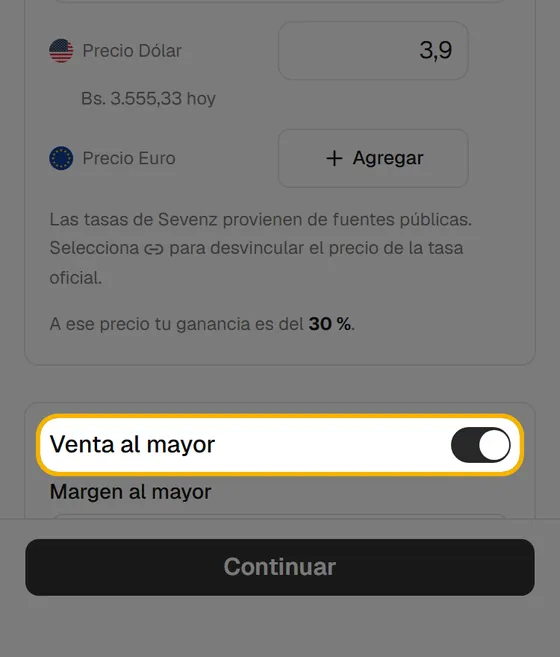 Precio Dólar
3,9
Bs. 3.555,33 hoy
Precio Euro
+ Agregar
Las tasas de Sevenz provienen de fuentes públicas.
Selecciona para desvincular el precio de la tasa
oficial.
A ese precio tu ganancia es del 30 %.
Venta al mayor
Margen al mayor
Continuar